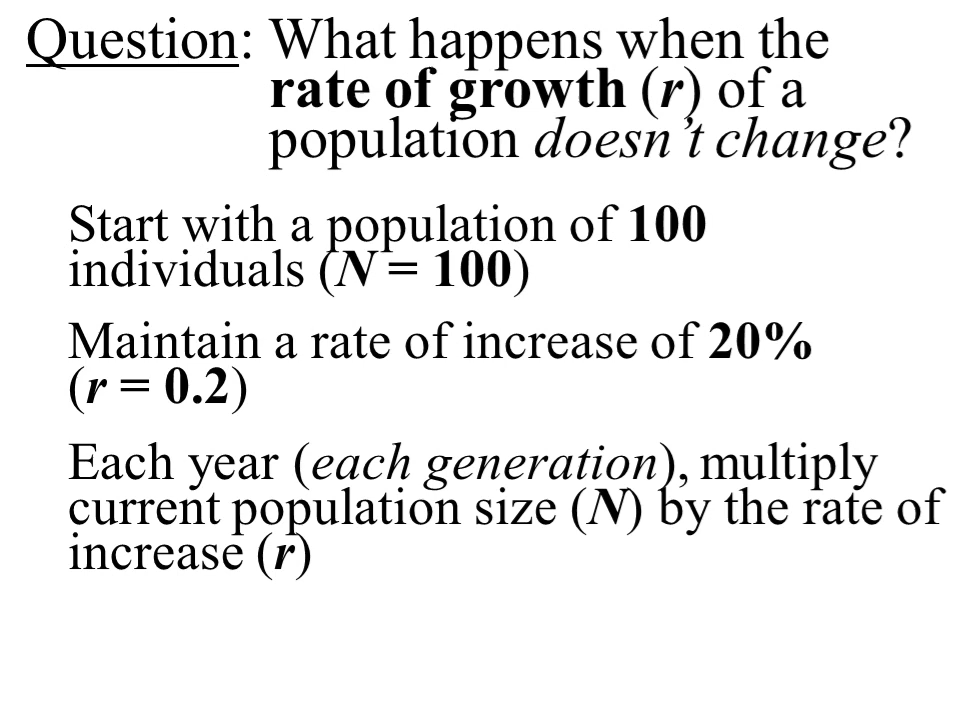 Question: What happens when the
rate of growth (r) of a
population doesn’t change?
Start with a population of 100
individuals (N = 100)
Maintain a rate of increase of 20%
(r = 0.2)
Each year (each generation), multiply
current population size (N) by the rate of
increase (r)